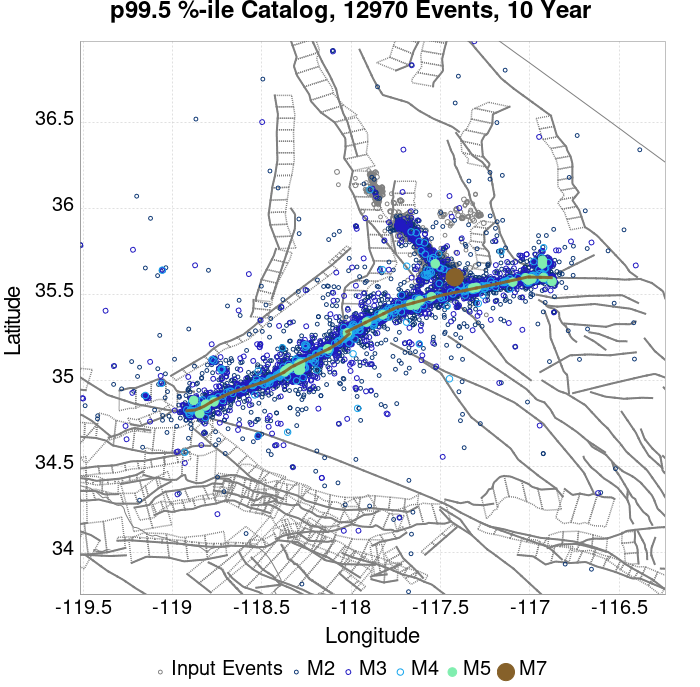 p99.5 %-ile Catalog, 12970 Events, 10 Year
36.5
36
35.5
35
34.5
34
Latitude
-119.5 -119 -118.5 -118 -117.5 -117 -116.5
Longitude
Input Events M2 M3 M4 M5 M7